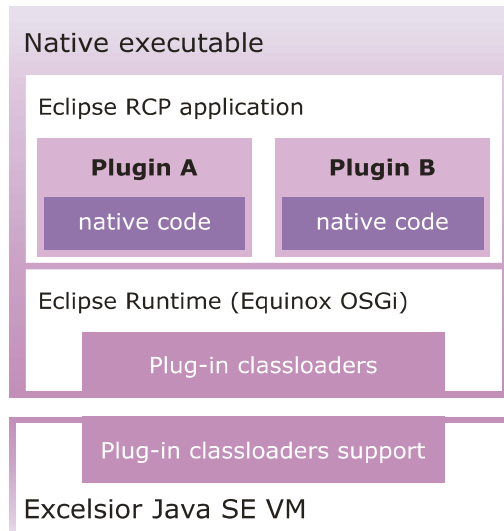 Native executable
Eclipse RCP application
Plugin A
Plugin B
native code
native code
Eclipse Runtime (Equinox OSGi)
Plug-in classloaders
Plug-in classloaders support
Excelsior Java SE VM